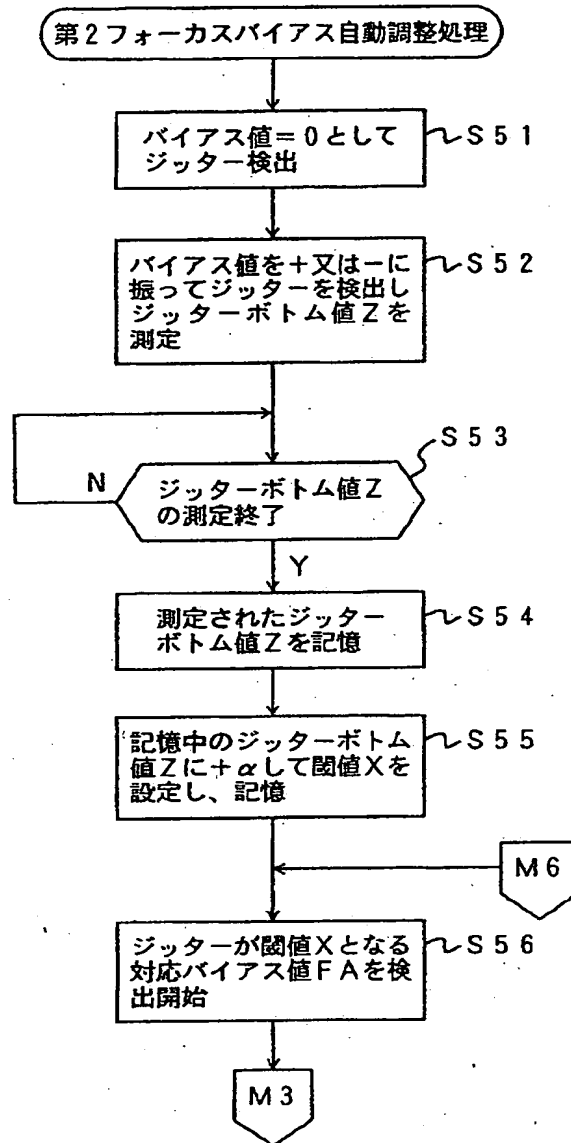 第2フォーカスバイアス自動調整処理
バイアス値=0として
ジッター検出
S51
バイアス値を+又は-に
振ってジッターを検出し
ジッターボトム値Zを
測定
S52
S53
N
ジッターボトム値Z
の測定終了
Y
測定されたジッター
ボトム値Zを記憶
S54
記憶中のジッターボトム
値Zに+αして閾値Xを
設定し、記憶
S55
M6
ジッターが閾値Xとなる
対応バイアス値FAを検
出開始
S56
M3